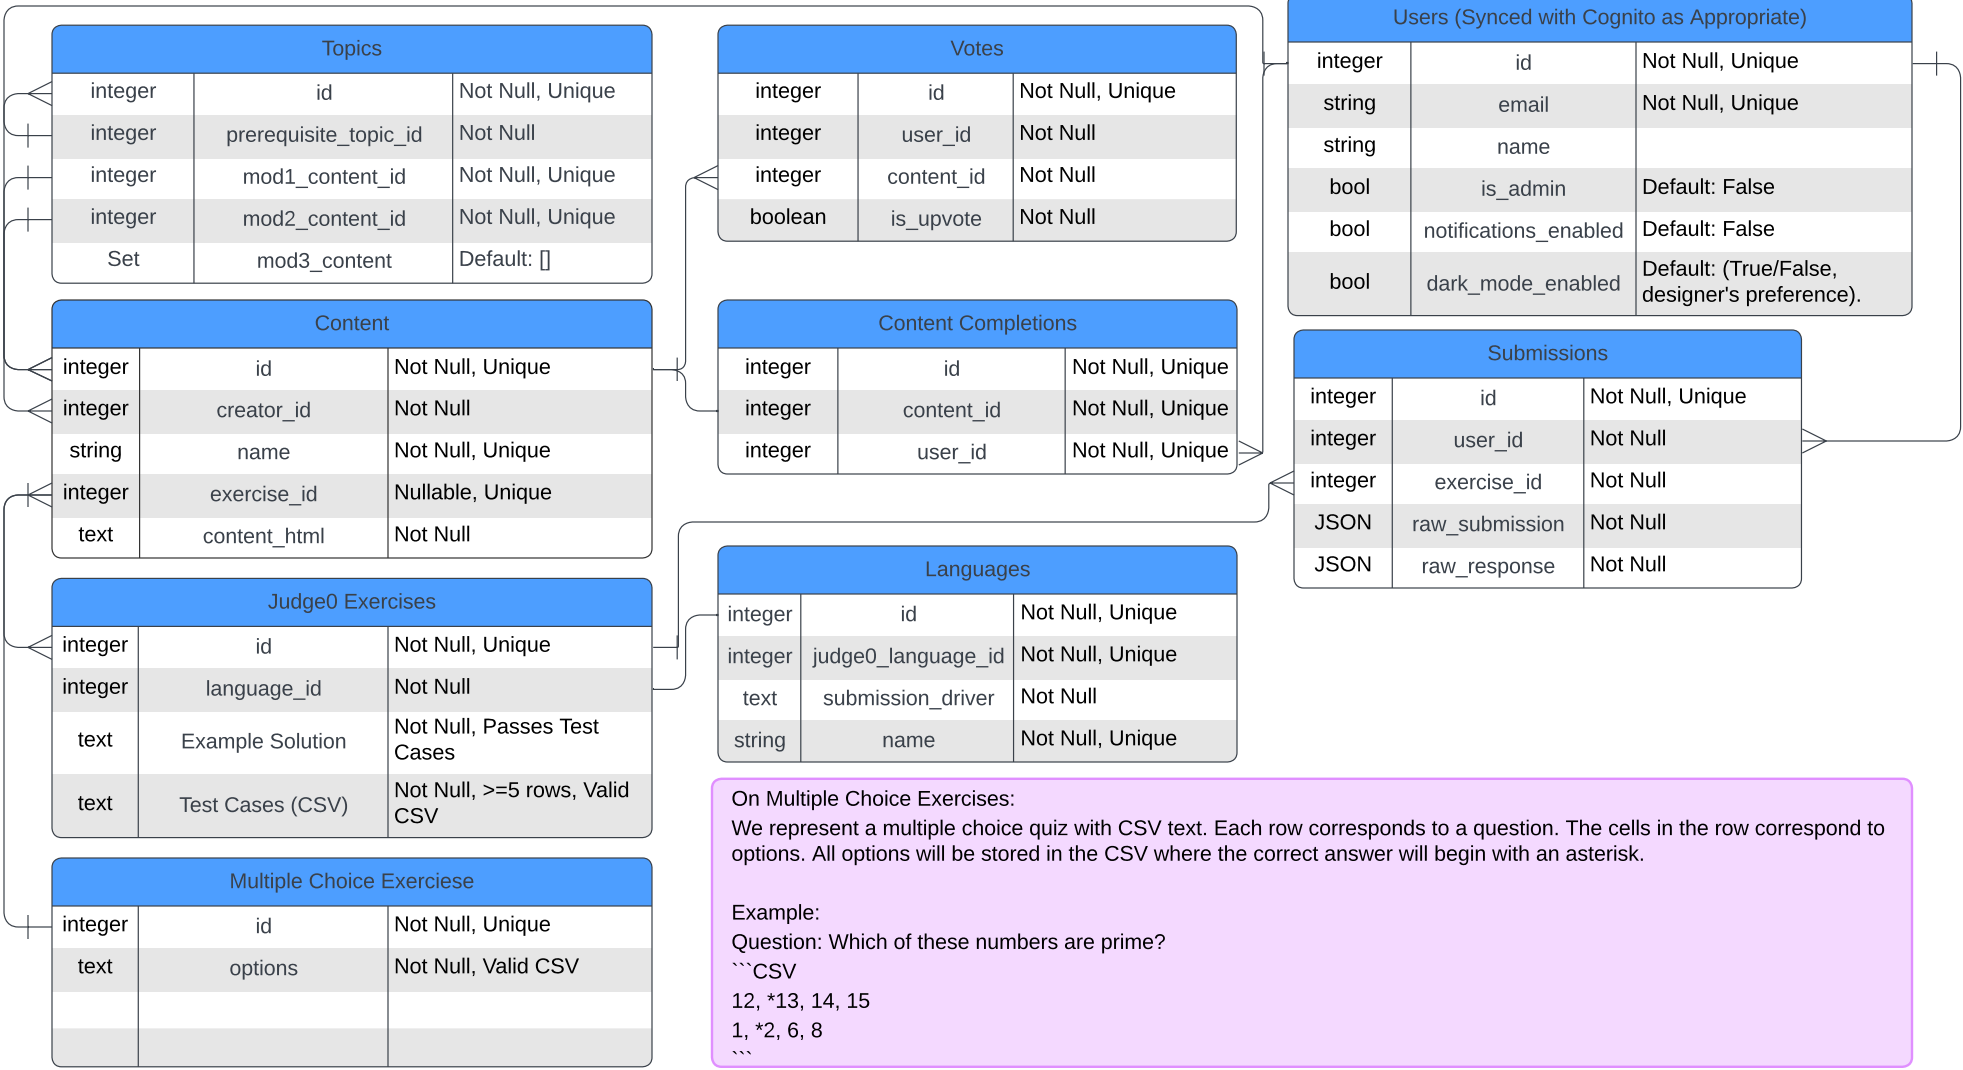 Topics
integer id Not Null, Unique
integer prerequisite_topic_id Not Null
integer mod1_content_id Not Null, Unique
integer mod2_content_id Not Null, Unique
Set mod3_content Default: []
Content
integer id Not Null, Unique
integer creator_id Not Null
string name Not Null, Unique
integer exercise_id Nullable, Unique
text content_html Not Null
Judge0 Exercises
integer id Not Null, Unique
integer language_id Not Null
text Example Solution Not Null, Passes Test
Cases
text Test Cases (CSV) Not Null, >=5 rows, Valid
CSV
Multiple Choice Exerciese
integer id Not Null, Unique
text options Not Null, Valid CSV
Votes
integer id Not Null, Unique
integer user_id Not Null
integer content_id Not Null
boolean is_upvote Not Null
Content Completions
integer id Not Null, Unique
integer content_id Not Null, Unique
integer user_id Not Null, Unique
Languages
integer id Not Null, Unique
integer judge0_language_id Not Null, Unique
text submission_driver Not Null
string name Not Null, Unique
Users (Synced with Cognito as Appropriate)
integer id Not Null, Unique
string email Not Null, Unique
string name
bool is_admin Default: False
bool notifications_enabled Default: False
bool dark_mode_enabled Default: (True/False,
designer's preference).
Submissions
integer id Not Null, Unique
integer user_id Not Null
integer exercise_id Not Null
JSON raw_submission Not Null
JSON raw_response Not Null
On Multiple Choice Exercises:
We represent a multiple choice quiz with CSV text. Each row corresponds to a question. The cells in the row correspond to
options. All options will be stored in the CSV where the correct answer will begin with an asterisk.
Example:
Question: Which of these numbers are prime?
```CSV
12, *13, 14, 15
1, *2, 6, 8
```